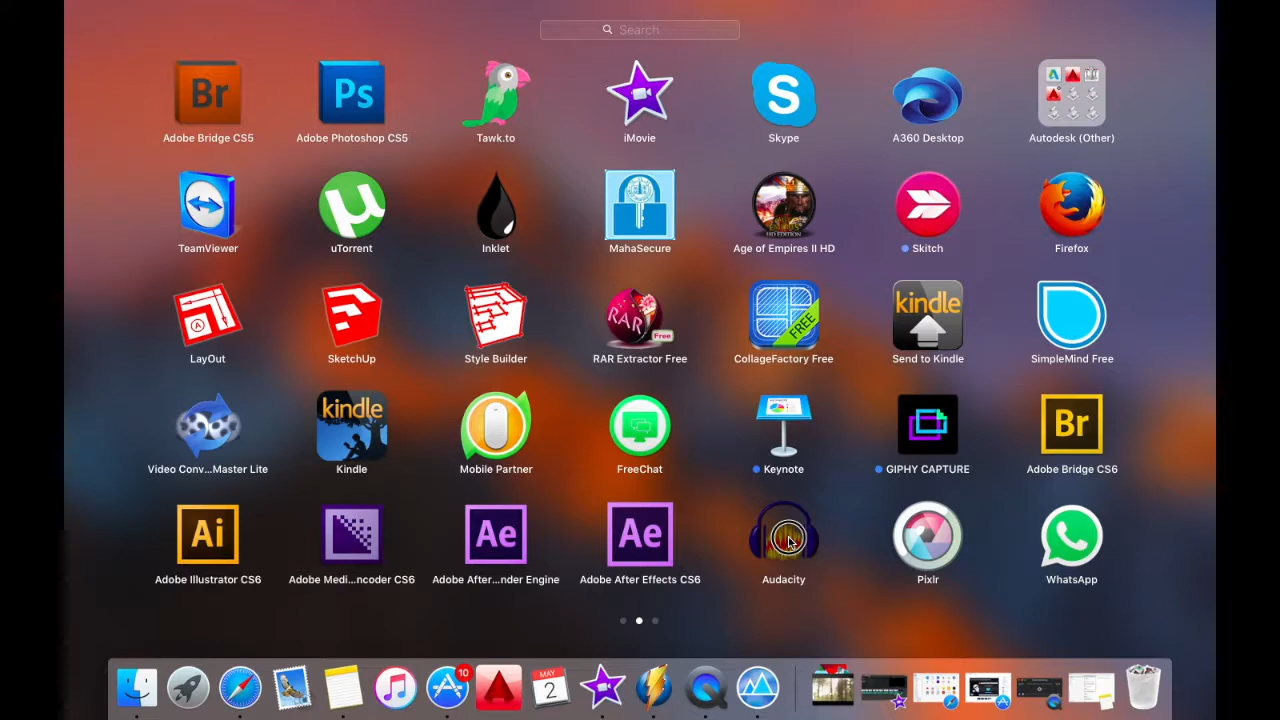 Search
Br Ps S
Adobe Bridge CS5 Adobe Photoshop CS5 Tawk.to iMovie Skype A360 Desktop Autodesk (Other)
µ HD EDITION
TeamViewer uTorrent Inklet MahaSecure Age of Empires II HD Skitch Firefox
A RAR Free FREE kindle
LayOut SketchUp Style Builder RAR Extractor Free CollageFactory Free Send to Kindle SimpleMind Free
kindle Br
Video Conv...Master Lite Kindle Mobile Partner FreeChat Keynote GIPHY CAPTURE Adobe Bridge CS6
Ai Ae Ae
Adobe Illustrator CS6 Adobe Medi...ncoder CS6 Adobe After...nder Engine Adobe After Effects CS6 Audacity Pixlr WhatsApp
10 MAY
2